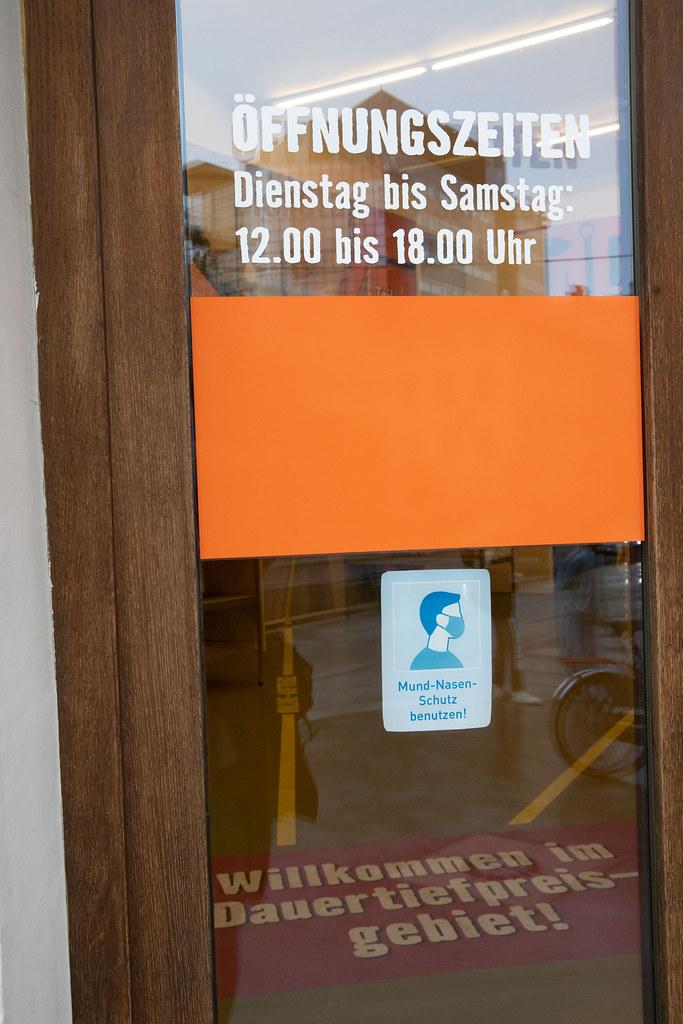 ÖFFNUNGSZEITEN
Dienstag bis Samstag:
12.00 bis 18.00 Uhr
Mund-Nasen-
Schutz
benutzen!
Willkommen im
Dauertiefpreis-
gebiet!